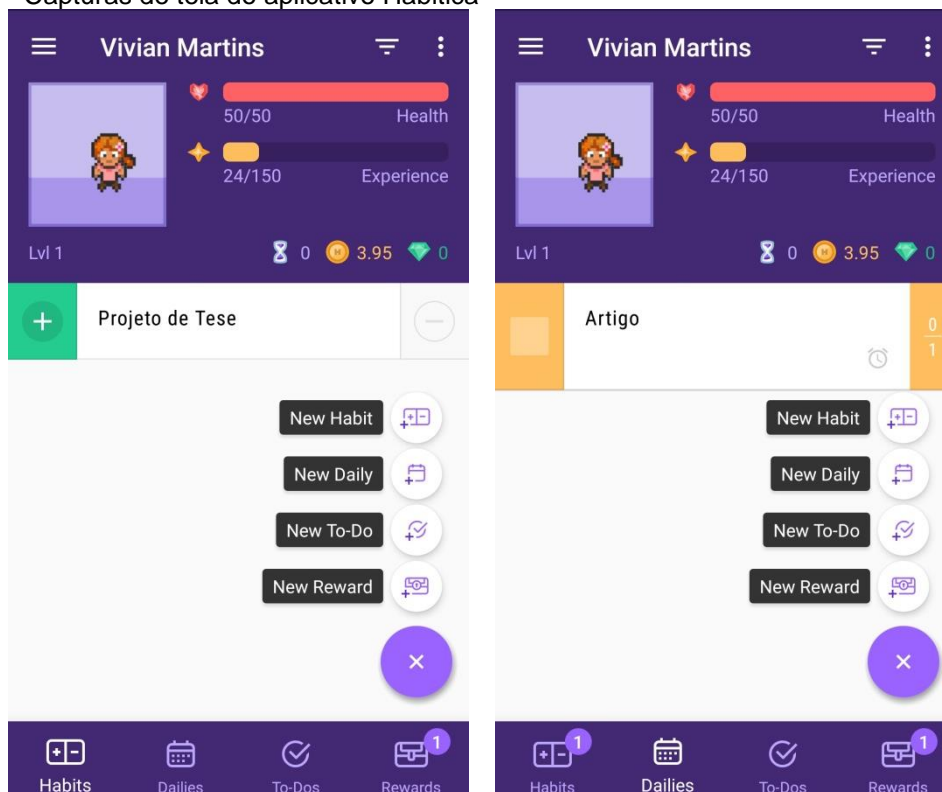 Capturas de tela do aplicativo Habitica
Vivian Martins
50/50 Health
24/150 Experience
Lvl 1 0 3.95 0
Projeto de Tese
New Habit
New Daily
New To-Do
New Reward
1
Habits Dailies To-Dos Rewards
Vivian Martins
50/50 Health
24/150 Experience
Lvl 1 0 3.95 0
Artigo
0
1
New Habit
New Daily
New To-Do
New Reward
1 1
Habits Dailies To-Dos Rewards